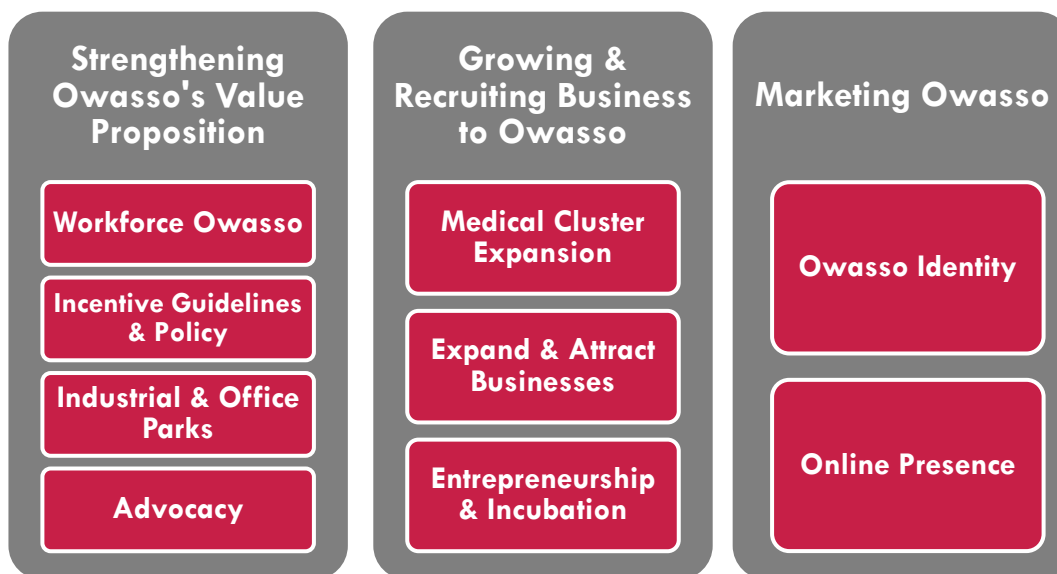 Strengthening
Owasso's Value
Proposition
Workforce Owasso
Incentive Guidelines
& Policy
Industrial & Office
Parks
Advocacy
Growing &
Recruiting Business
to Owasso
Medical Cluster
Expansion
Expand & Attract
Businesses
Entrepreneurship
& Incubation
Marketing Owasso
Owasso Identity
Online Presence